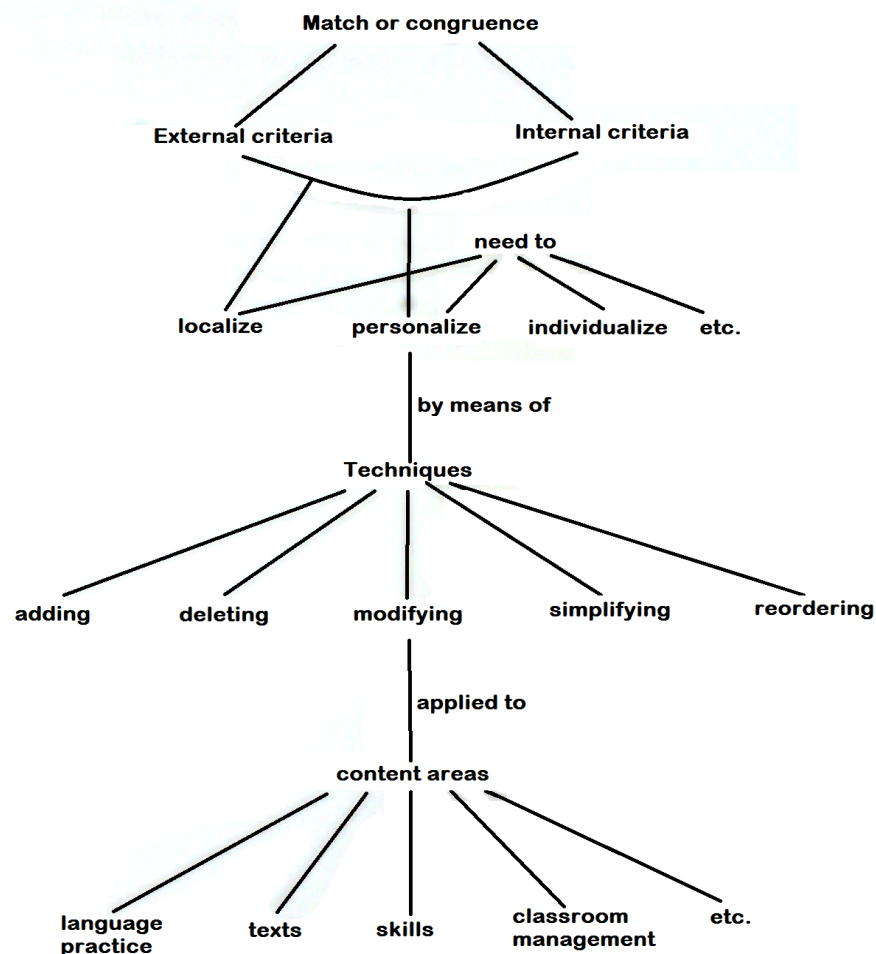 Match or congruence
External criteria
Internal criteria
need to
localize
personalize
individualize
etc.
by means of
Techniques
adding
deleting
modifying
simplifying
reordering
applied to
content areas
language
practice
texts
skills
classroom
management
etc.